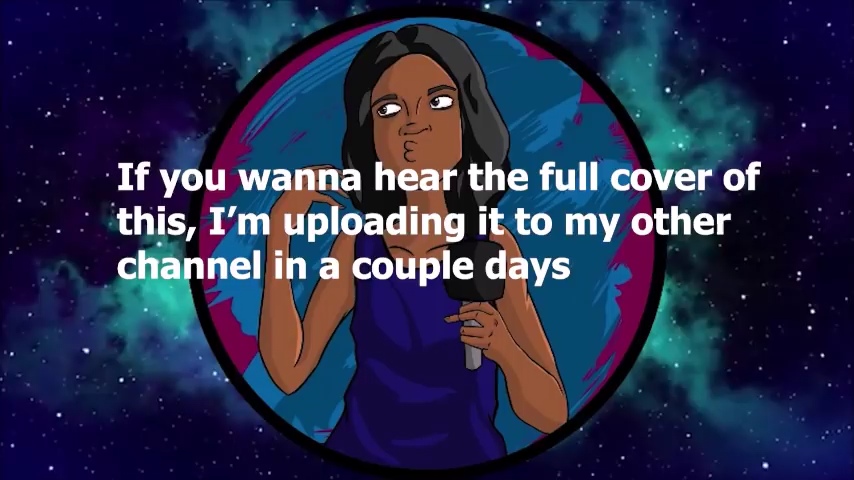 If you wanna hear the full cover of
this, I’m uploading it to my other
channel in a couple days